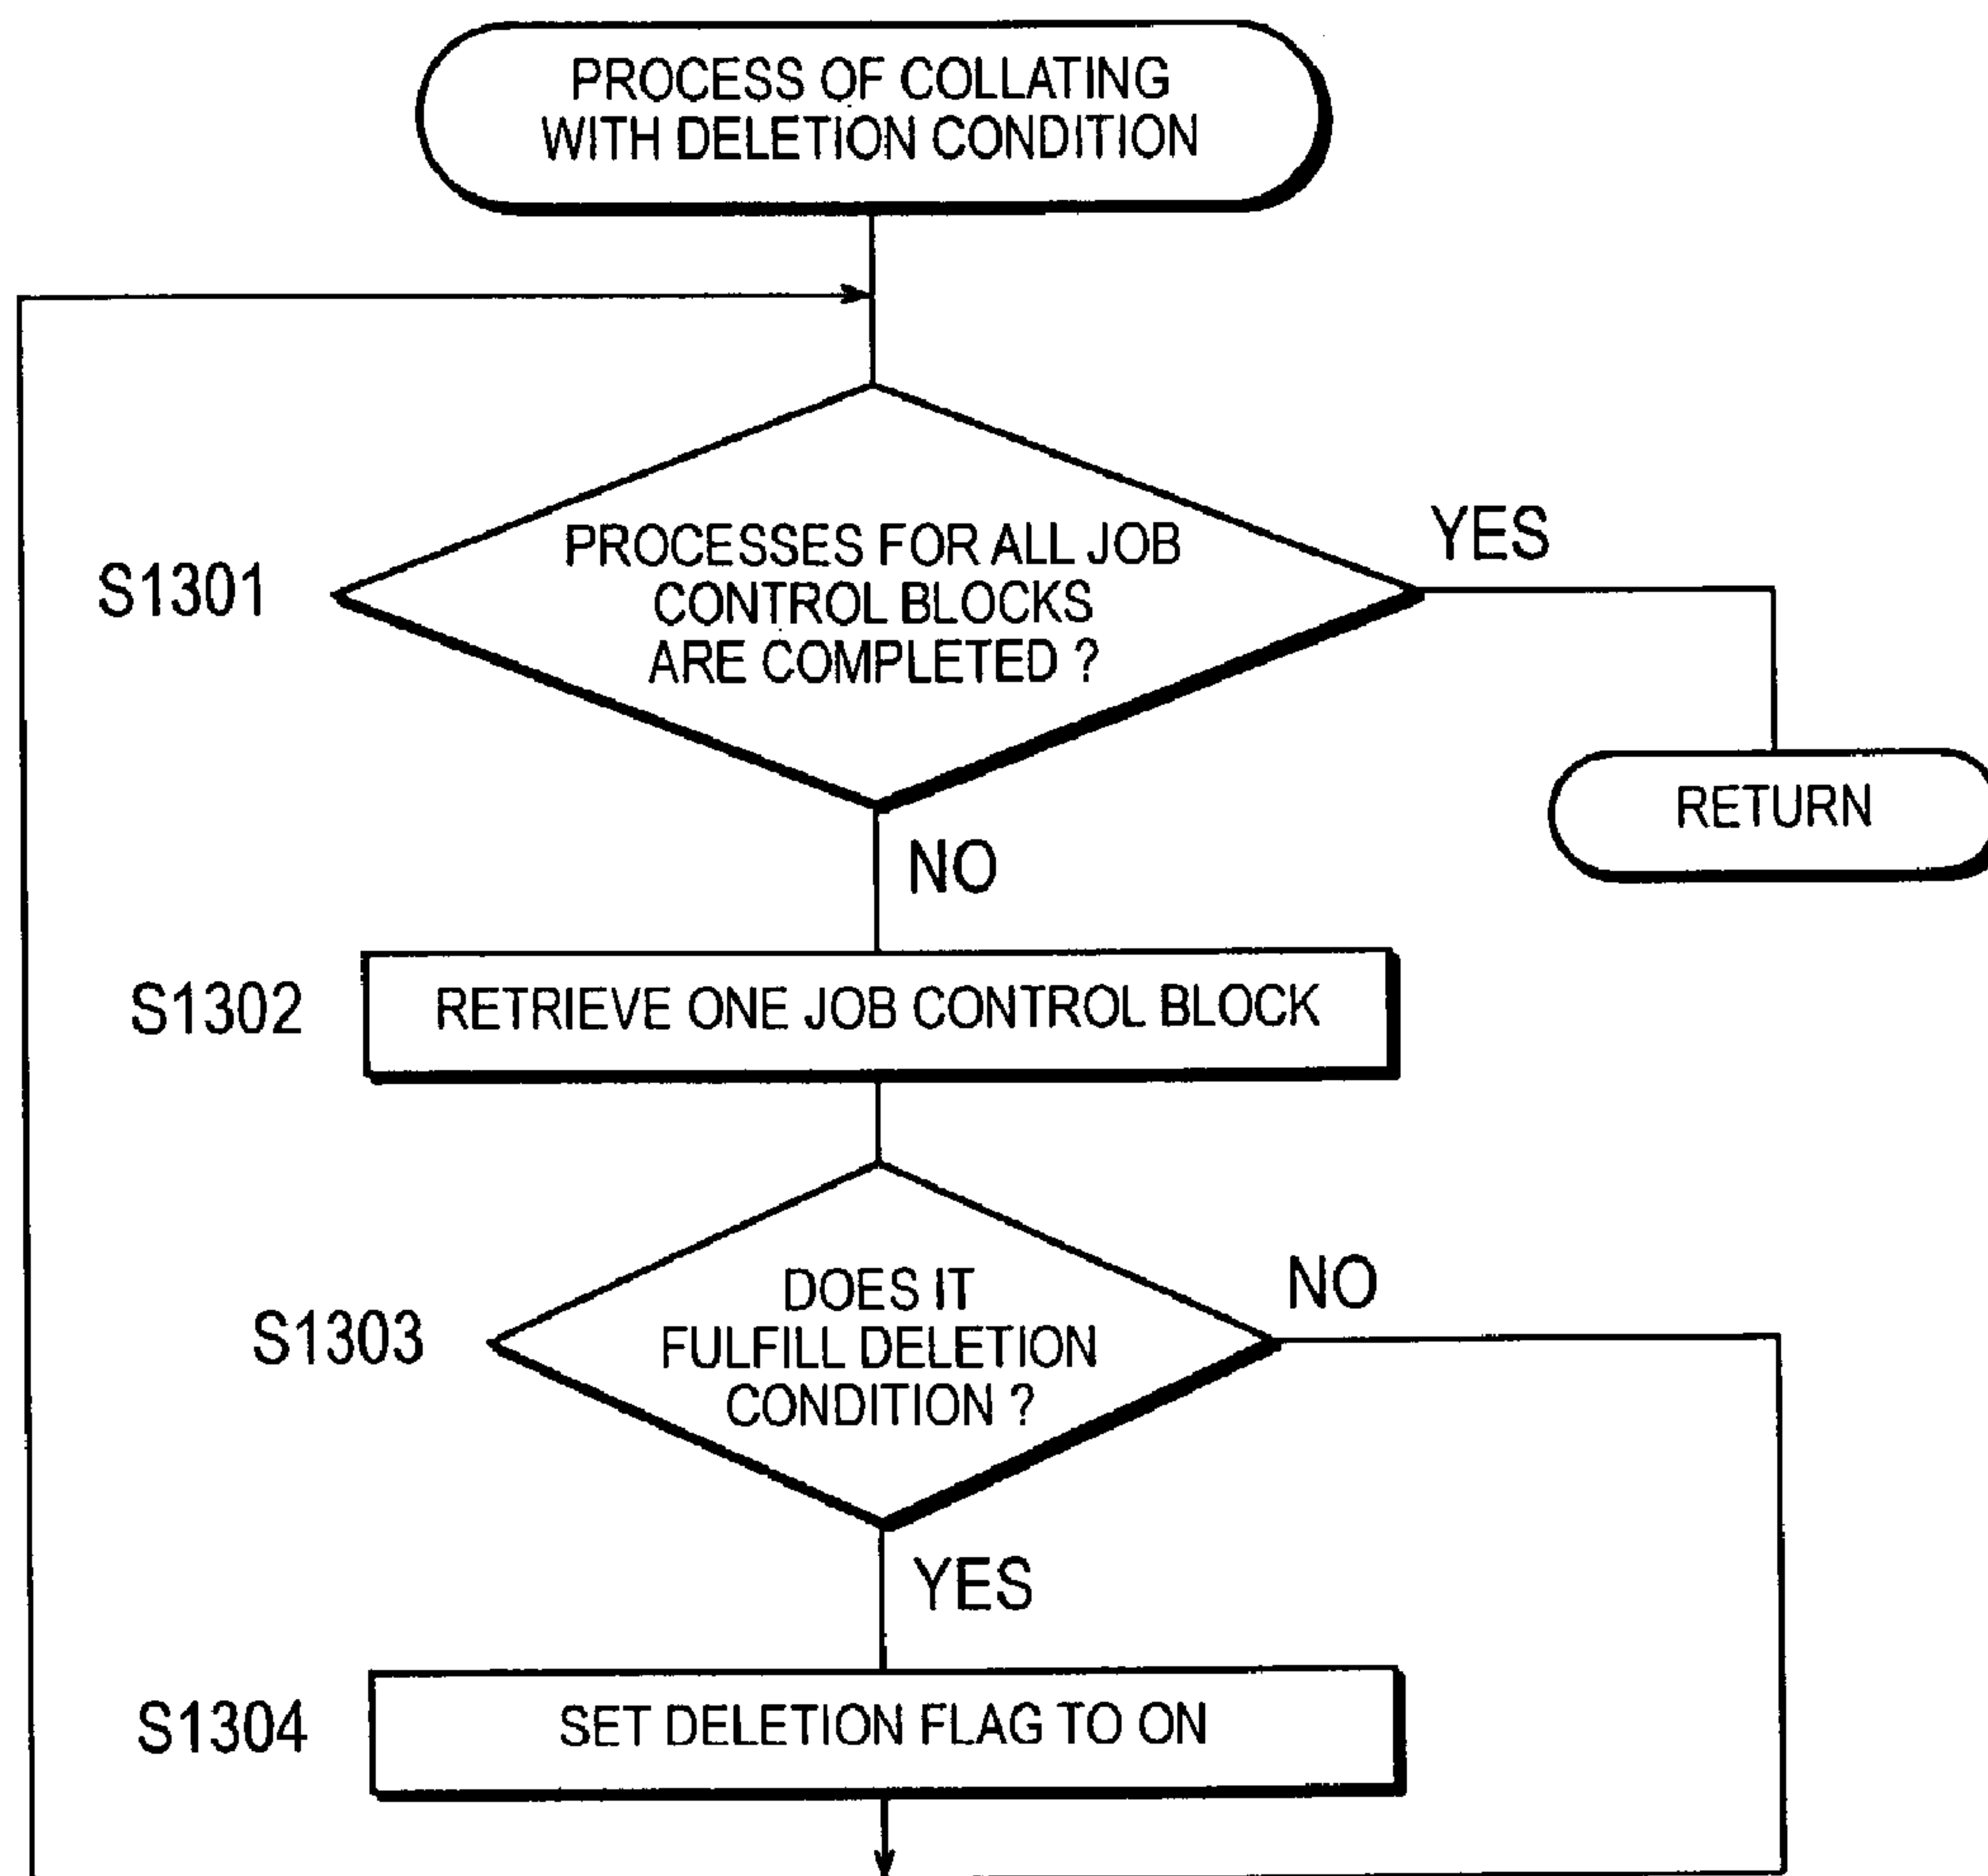 PROCESS OF COLLATING
WITH DELETION CONDITION
S1301
PROCESSES FOR ALL JOB
CONTROL BLOCKS
ARE COMPLETED ?
YES
RETURN
NO
S1302
RETRIEVE ONE JOB CONTROL BLOCK
S1303
DOES IT
FULFILL DELETION
CONDITION ?
NO
YES
S1304
SET DELETION FLAG TO ON